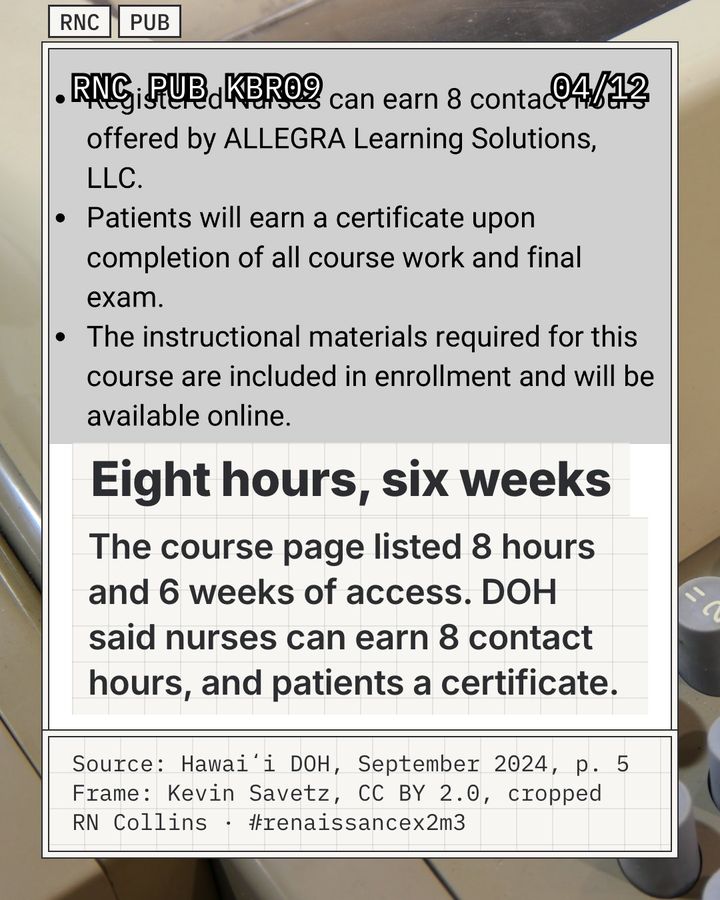 RNC PUB
RNC PUB KBR09 04/12
• Registered Nurses can earn 8 contact hours
offered by ALLEGRA Learning Solutions,
LLC.
• Patients will earn a certificate upon
completion of all course work and final
exam.
• The instructional materials required for this
course are included in enrollment and will be
available online.
Eight hours, six weeks
The course page listed 8 hours
and 6 weeks of access. DOH
said nurses can earn 8 contact
hours, and patients a certificate.
Source: Hawaiʻi DOH, September 2024, p. 5
Frame: Kevin Savetz, CC BY 2.0, cropped
RN Collins · #renaissancex2m3